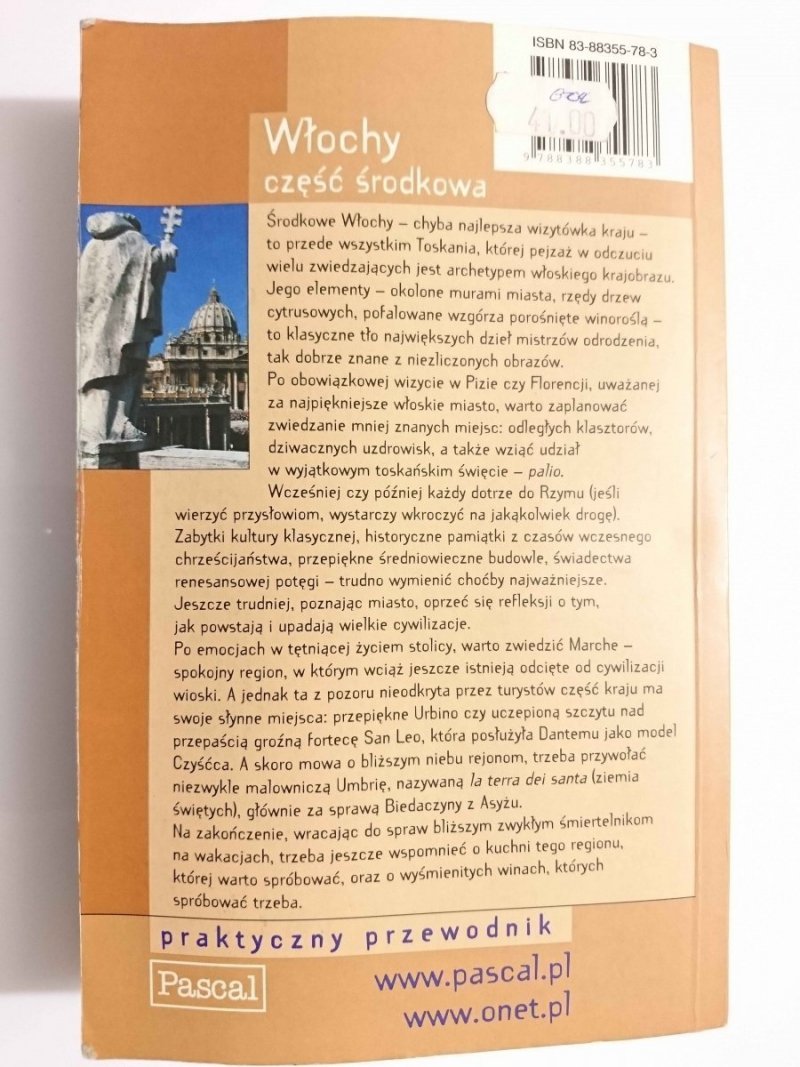 ISBN 83-88355-78-3
41.00
9 788388 355783
Włochy
część środkowa
Środkowe Włochy – chyba najlepsza wizytówka kraju –
to przede wszystkim Toskania, której pejzaż w odczuciu
wielu zwiedzających jest archetypem włoskiego krajobrazu.
Jego elementy – okolone murami miasta, rzędy drzew
cytrusowych, pofalowane wzgórza porośnięte winoroślą –
to klasyczne tło największych dzieł mistrzów odrodzenia,
tak dobrze znane z niezliczonych obrazów.
Po obowiązkowej wizycie w Pizie czy Florencji, uważanej
za najpiękniejsze włoskie miasto, warto zaplanować
zwiedzanie mniej znanych miejsc: odległych klasztorów,
dziwacznych uzdrowisk, a także wziąć udział
w wyjątkowym toskańskim święcie – palio.
Wcześniej czy później każdy dotrze do Rzymu (jeśli
wierzyć przysłowiom, wystarczy wkroczyć na jakąkolwiek drogę).
Zabytki kultury klasycznej, historyczne pamiątki z czasów wczesnego
chrześcijaństwa, przepiękne średniowieczne budowle, świadectwa
renesansowej potęgi – trudno wymienić choćby najważniejsze.
Jeszcze trudniej, poznając miasto, oprzeć się refleksji o tym,
jak powstają i upadają wielkie cywilizacje.
Po emocjach w tętniącej życiem stolicy, warto zwiedzić Marche –
spokojny region, w którym wciąż jeszcze istnieją odcięte od cywilizacji
wioski. A jednak ta z pozoru nieodkryta przez turystów część kraju ma
swoje słynne miejsca: przepiękne Urbino czy uczepioną szczytu nad
przepaścią groźną fortecę San Leo, która posłużyła Dantemu jako model
Czyśćca. A skoro mowa o bliższym niebu rejonom, trzeba przywołać
niezwykle malowniczą Umbrię, nazywaną la terra dei santa (ziemia
świętych), głównie za sprawą Biedaczyny z Asyżu.
Na zakończenie, wracając do spraw bliższym zwykłym śmiertelnikom
na wakacjach, trzeba jeszcze wspomnieć o kuchni tego regionu,
której warto spróbować, oraz o wyśmienitych winach, których
spróbować trzeba.
praktyczny przewodnik
Pascal
www.pascal.pl
www.onet.pl